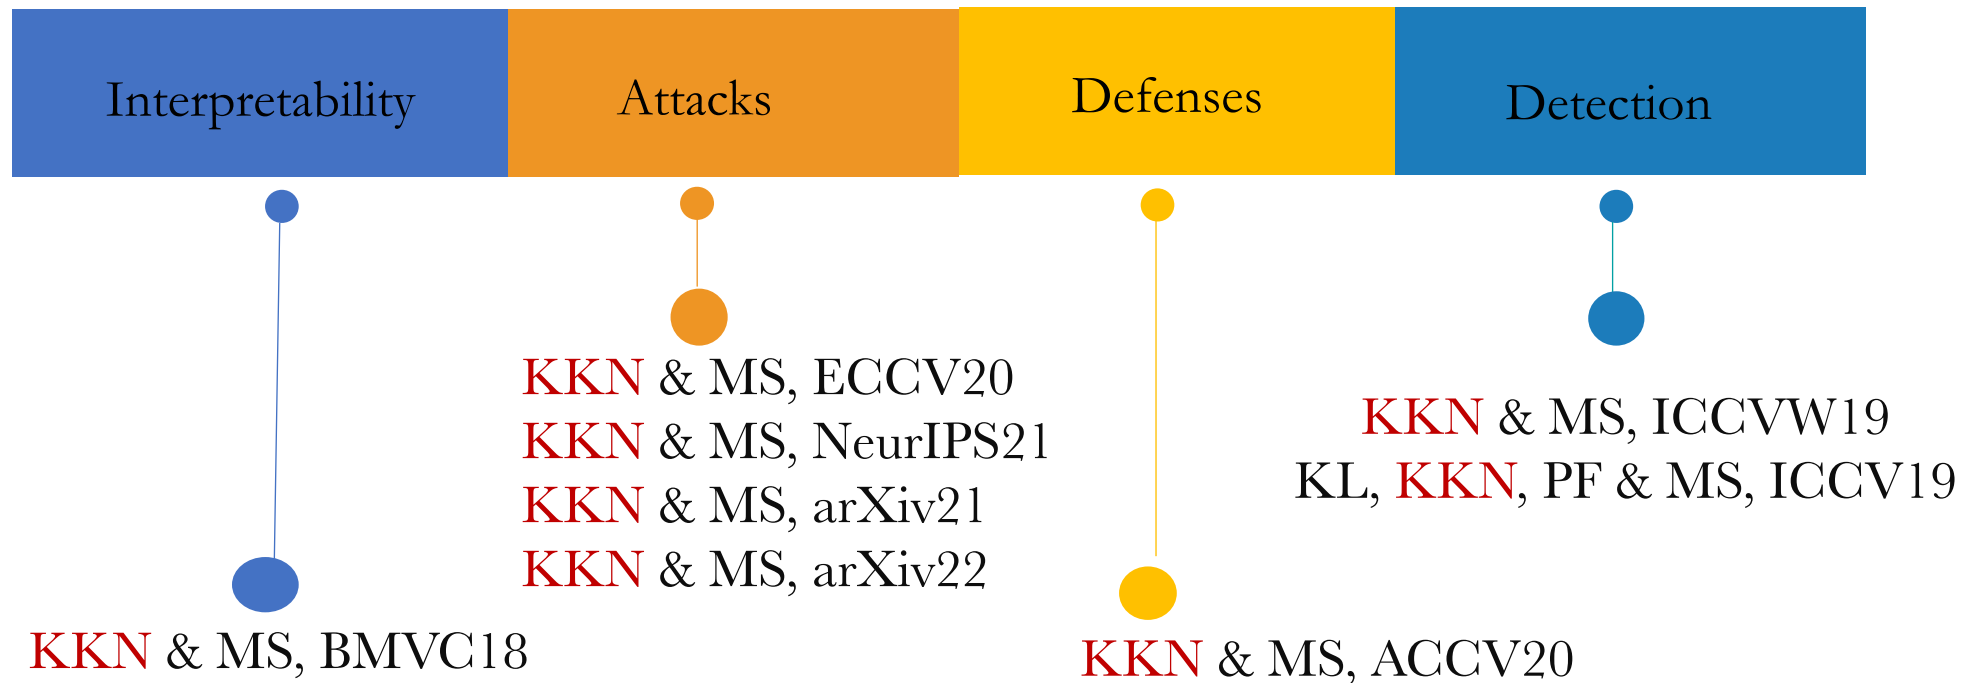 Interpretability
Attacks
Defenses
Detection
KKN & MS, BMVC18
KKN & MS, ECCV20
KKN & MS, NeurIPS21
KKN & MS, arXiv21
KKN & MS, arXiv22
KKN & MS, ACCV20
KKN & MS, ICCVW19
KL, KKN, PF & MS, ICCV19